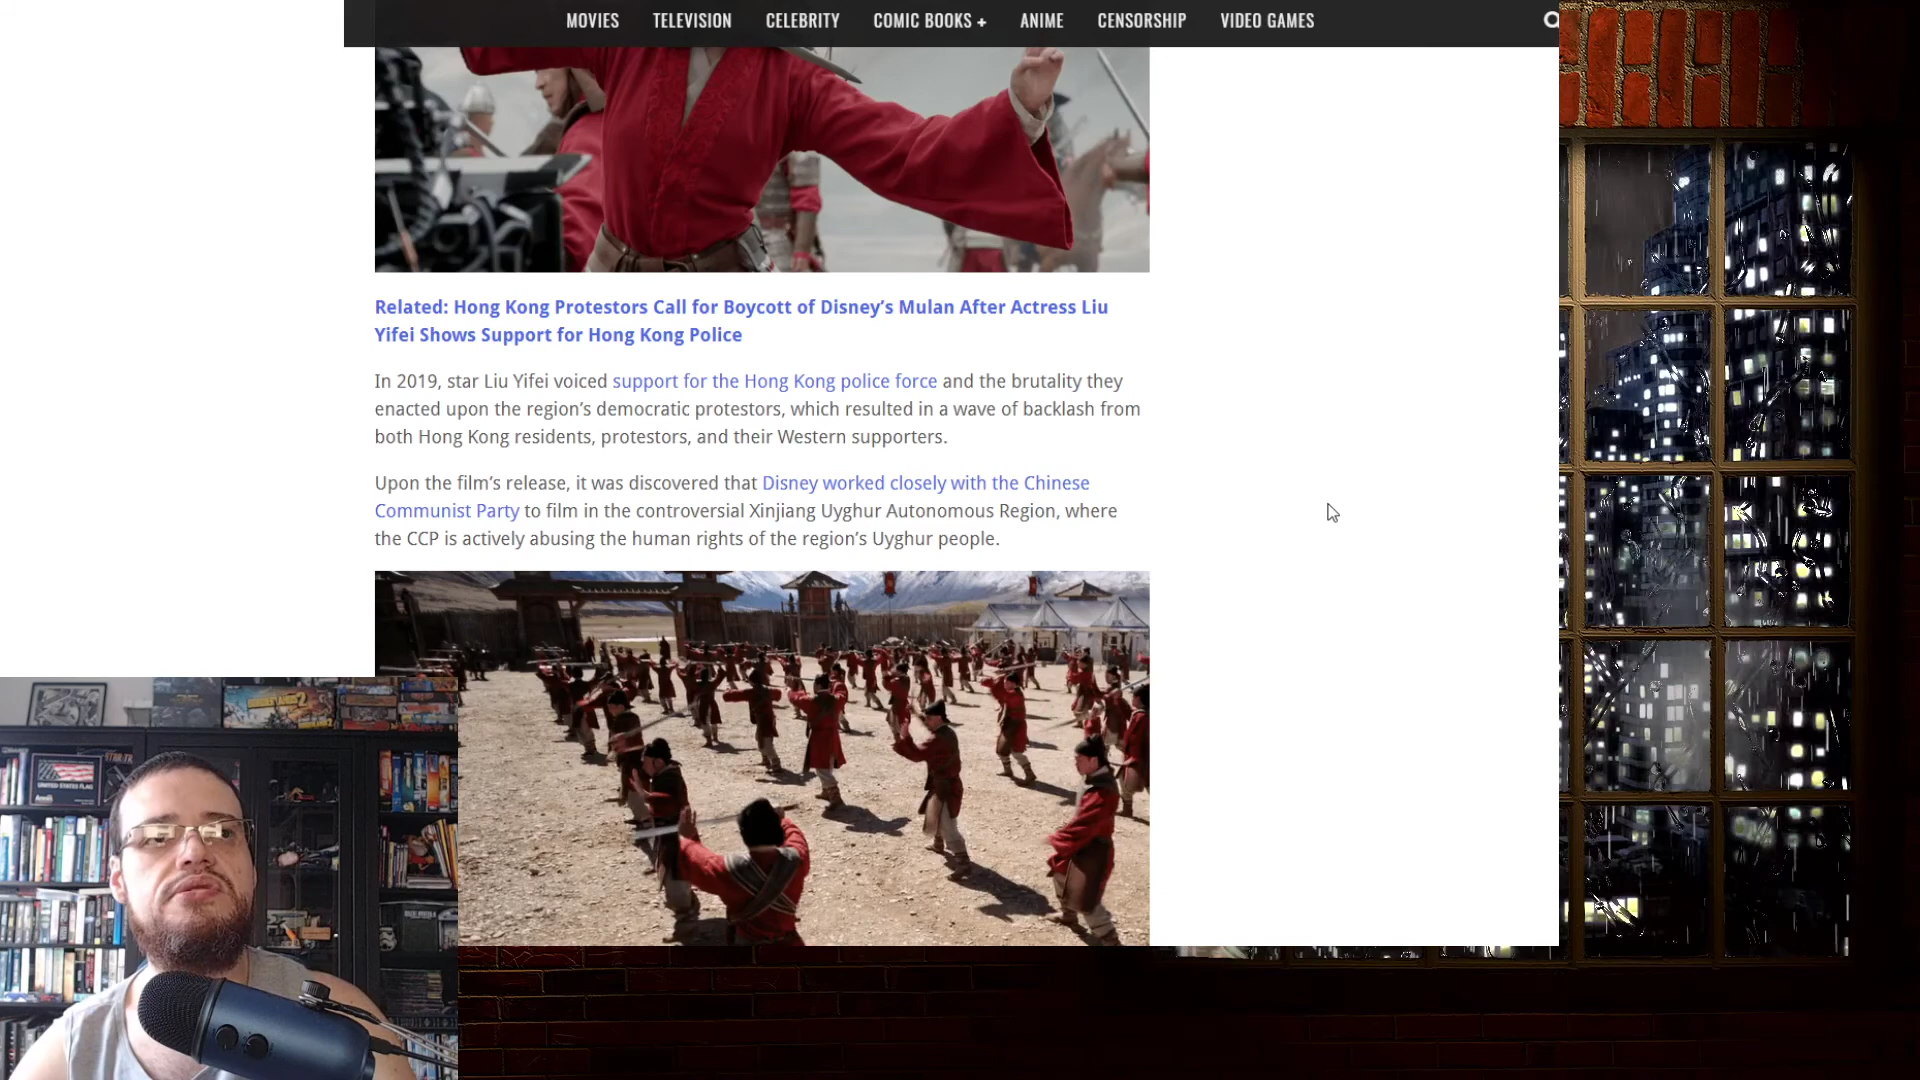 MOVIES TELEVISION CELEBRITY COMIC BOOKS + ANIME CENSORSHIP VIDEO GAMES
Related: Hong Kong Protestors Call for Boycott of Disney’s Mulan After Actress Liu
Yifei Shows Support for Hong Kong Police
In 2019, star Liu Yifei voiced support for the Hong Kong police force and the brutality they
enacted upon the region’s democratic protestors, which resulted in a wave of backlash from
both Hong Kong residents, protestors, and their Western supporters.
Upon the film’s release, it was discovered that Disney worked closely with the Chinese
Communist Party to film in the controversial Xinjiang Uyghur Autonomous Region, where
the CCP is actively abusing the human rights of the region’s Uyghur people.
UNITED STATES FLAG